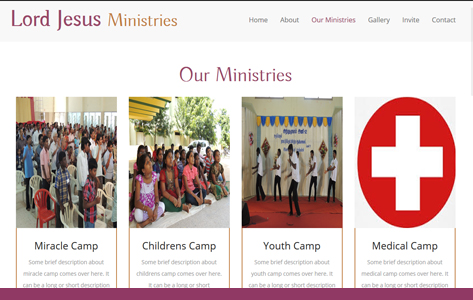 Lord Jesus Ministries
Home About Our Ministries Gallery Invite Contact
Our Ministries
Miracle Camp
Some brief description about
miracle camp comes over here. It
can be a long or short description
Childrens Camp
Some brief description about
childrens camp comes over here. It
can be a long or short
Youth Camp
Some brief description about
youth camp comes over here. It
can be a long or short description
Medical Camp
Some brief description about
medical camp comes over here. It
can be a long or short description